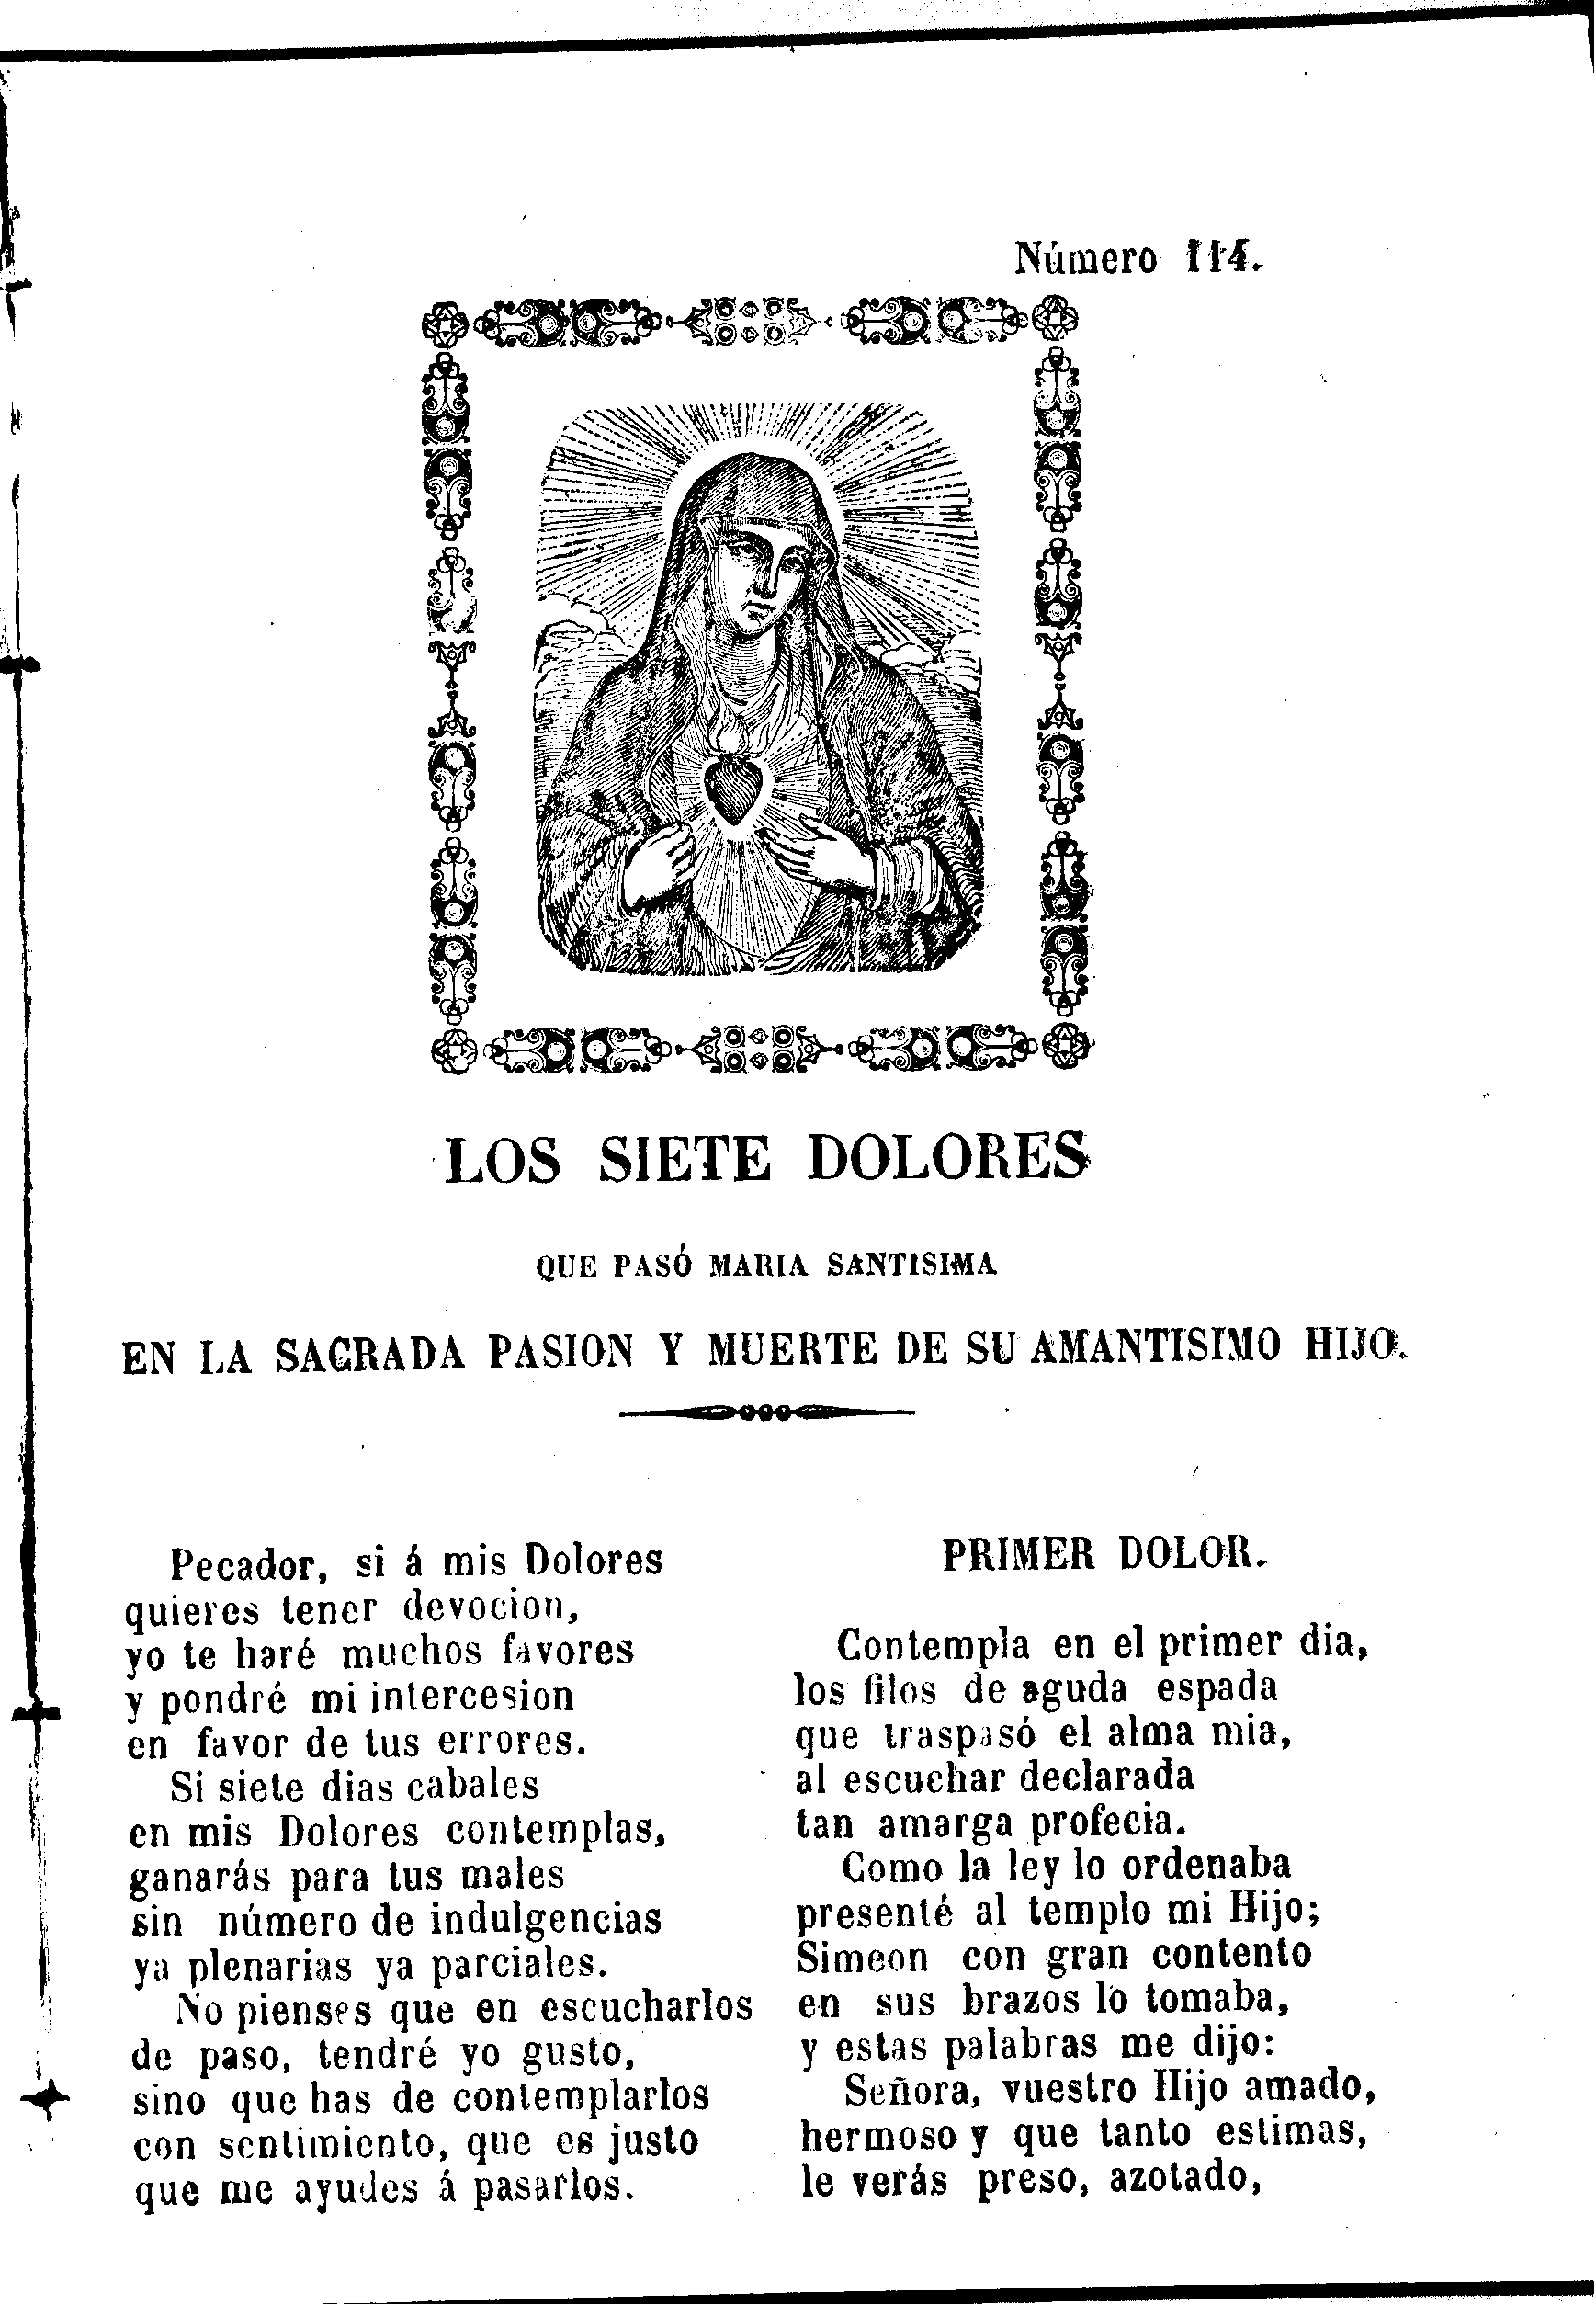 Número 114.
LOS SIETE DOLORES
QUE PASÓ MARIA SANTISIMA
EN LA SAGRADA PASION Y MUERTE DE SU AMANTISIMO HIJO.
Pecador, si á mis Dolores
quieres tener devocion,
yo te haré muchos favores
y pondré mi intercesion
en favor de tus errores.
Si siete dias cabales
en mis Dolores contemplas,
ganarás para tus males
sin número de indulgencias
ya plenarias ya parciales.
No pienses que en escucharlos
de paso, tendré yo gusto,
sino que has de contemplarlos
con sentimiento, que es justo
que me ayudes á pasarlos.
PRIMER DOLOR.
Contempla en el primer dia,
los filos de aguda espada
que traspasó el alma mia,
al escuchar declarada
tan amarga profecia.
Como la ley lo ordenaba
presenté al templo mi Hijo;
Simeon con gran contento
en sus brazos lo tomaba,
y estas palabras me dijo:
Señora, vuestro Hijo amado,
hermoso y que tanto estimas,
le verás preso, azotado,